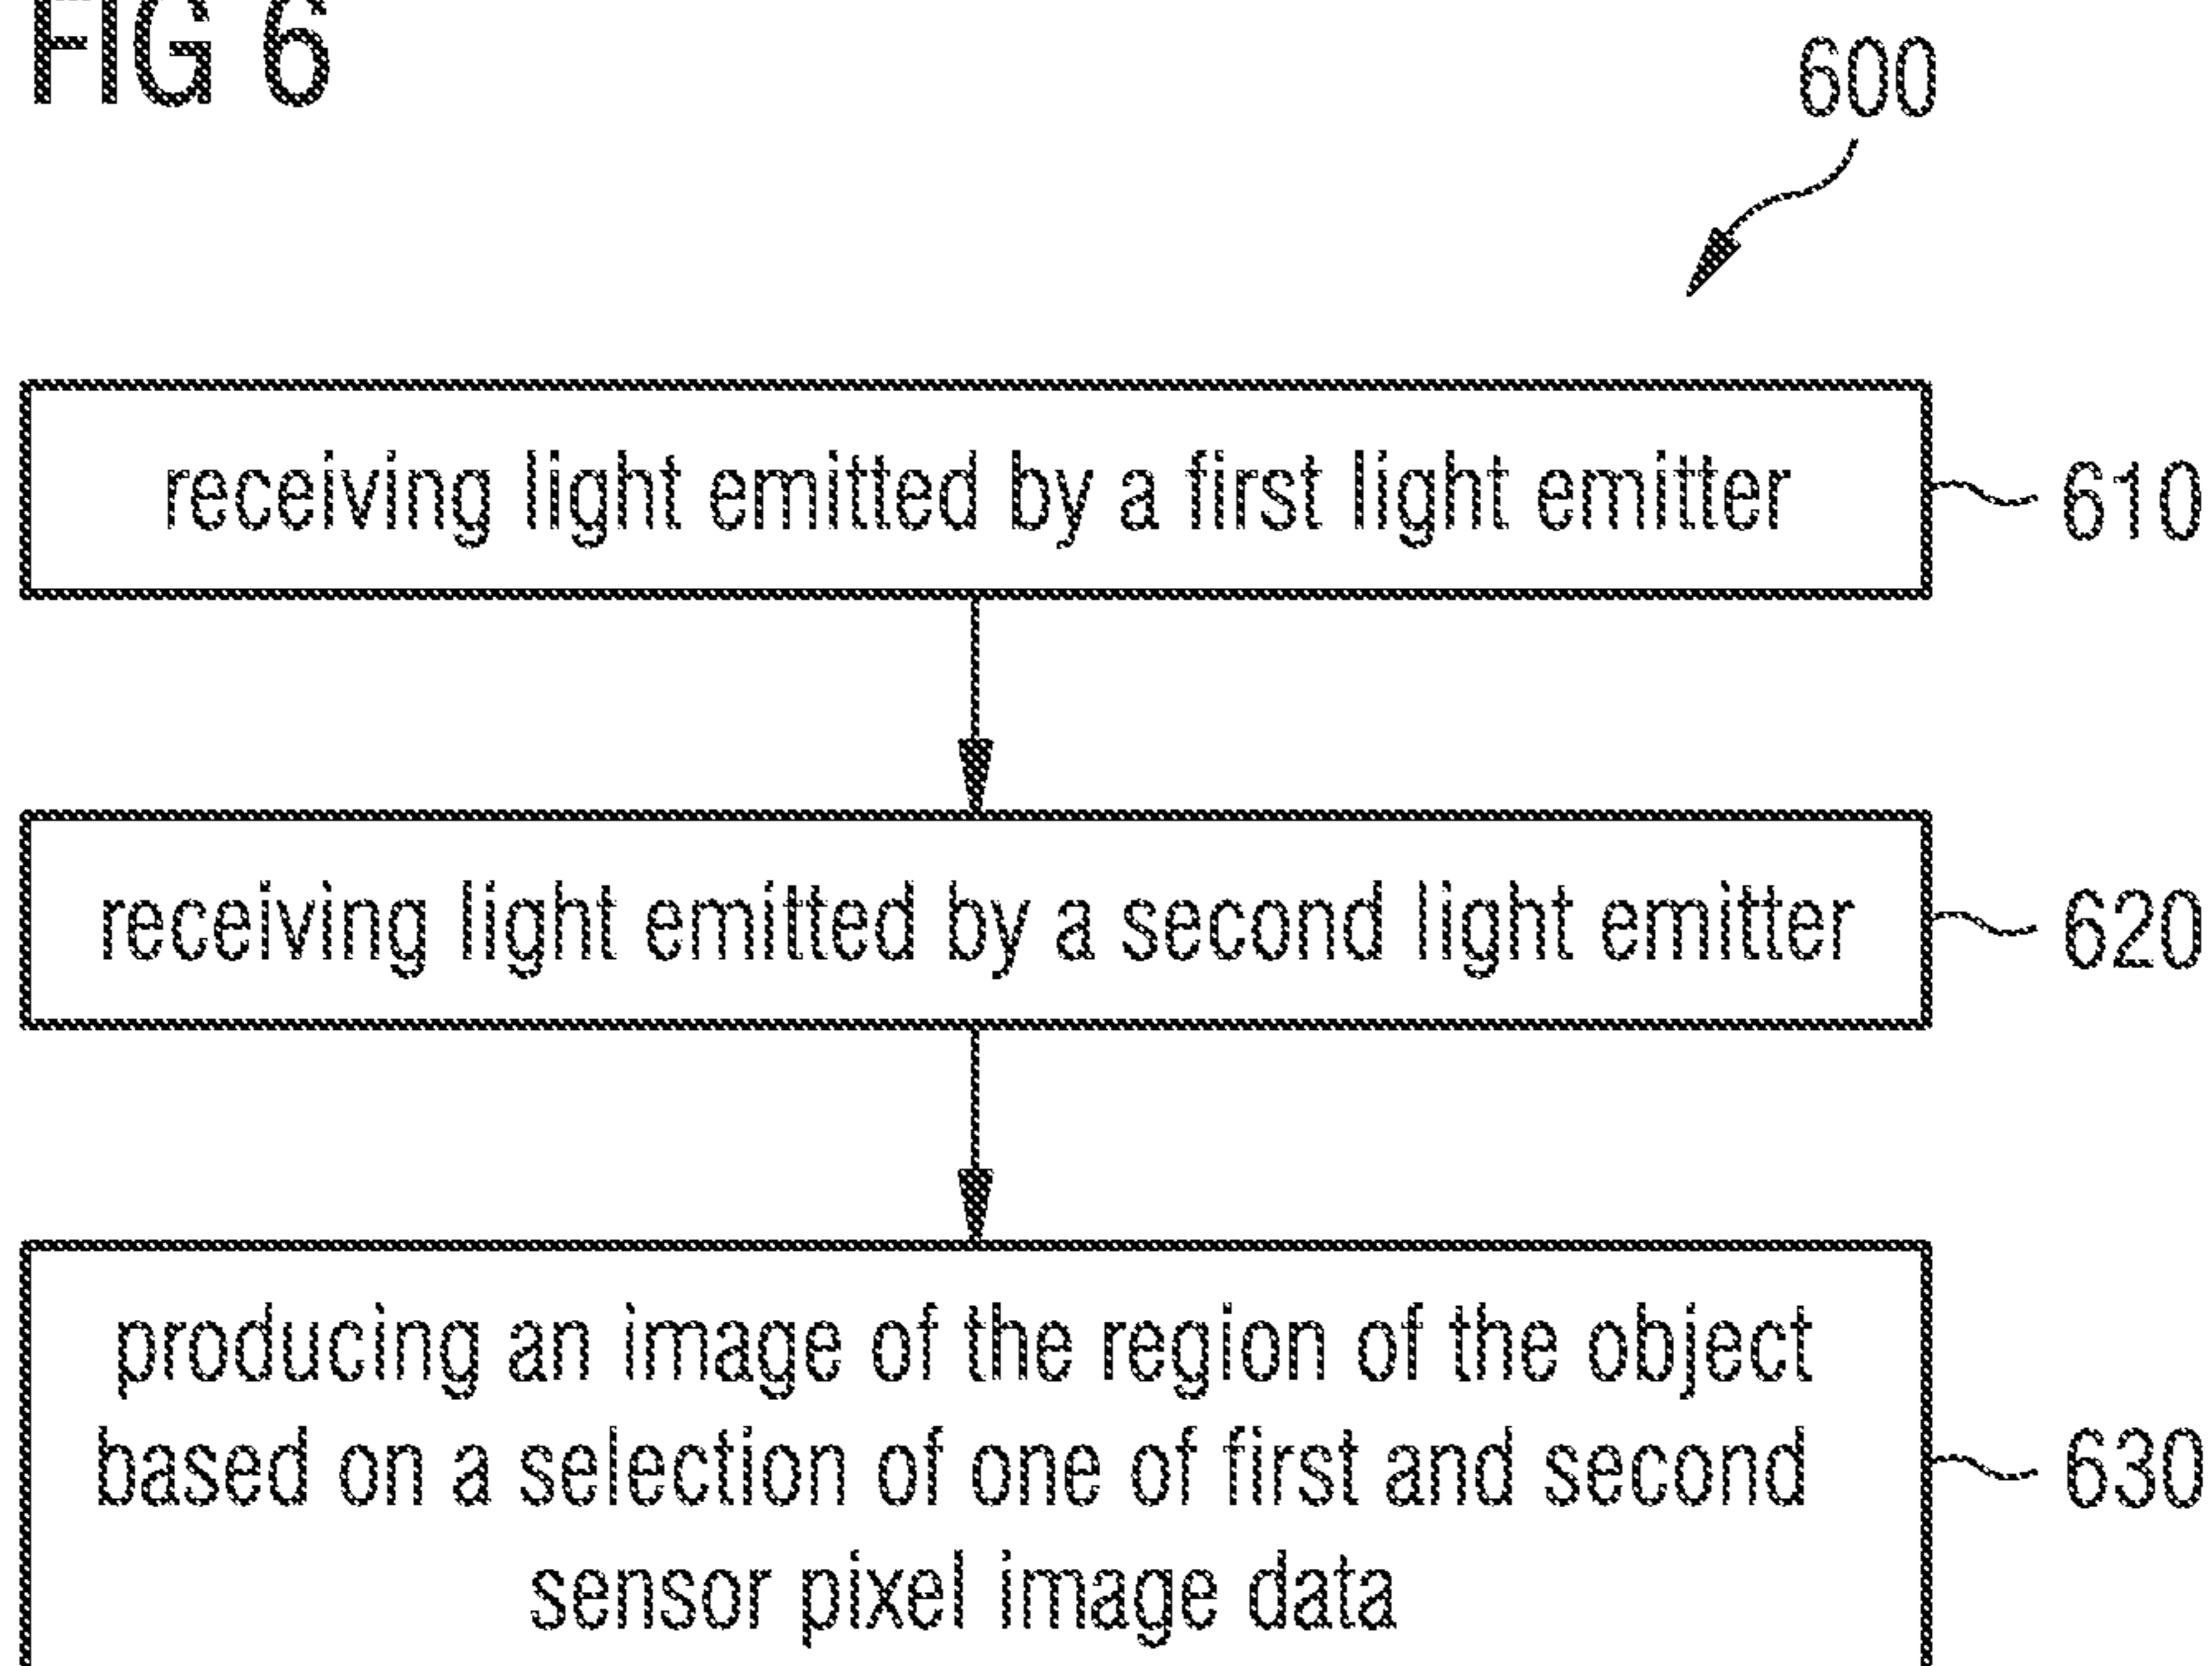 FIG 6
600
receiving light emitted by a first light emitter
610
receiving light emitted by a second light emitter
620
producing an image of the region of the object
based on a selection of one of first and second
sensor pixel image data
630